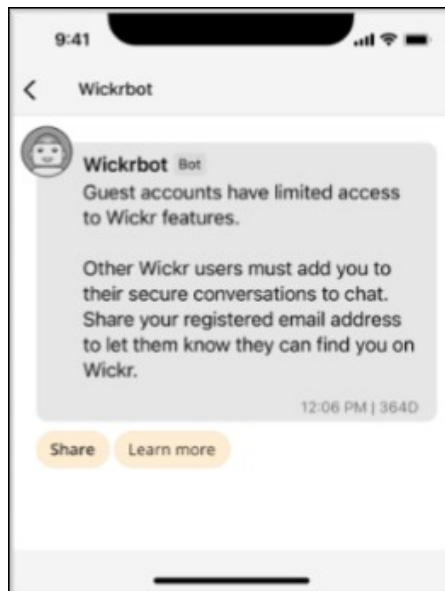 9:41
Wickrbot
Wickrbot Bot
Guest accounts have limited access
to Wickr features.
Other Wickr users must add you to
their secure conversations to chat.
Share your registered email address
to let them know they can find you on
Wickr.
12:06 PM | 364D
Share Learn more